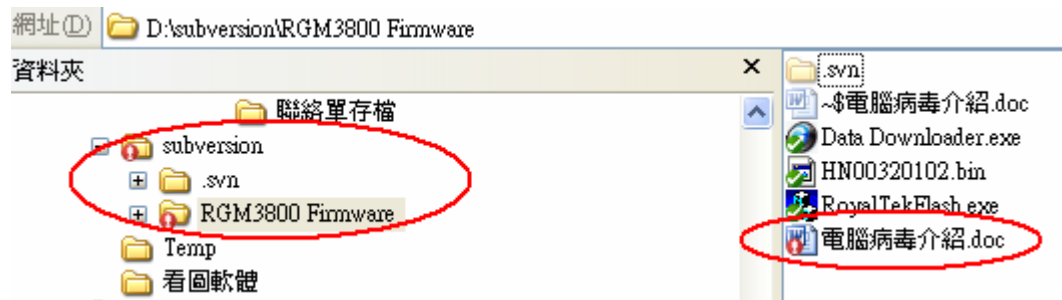 網址(D) D:\subversion\RGM3800 Firmware
資料夾
聯絡單存檔
subversion
.svn
RGM3800 Firmware
Temp
看圖軟體
.svn
~$電腦病毒介紹.doc
Data Downloader.exe
HN00320102.bin
RoyalTekFlash.exe
電腦病毒介紹.doc